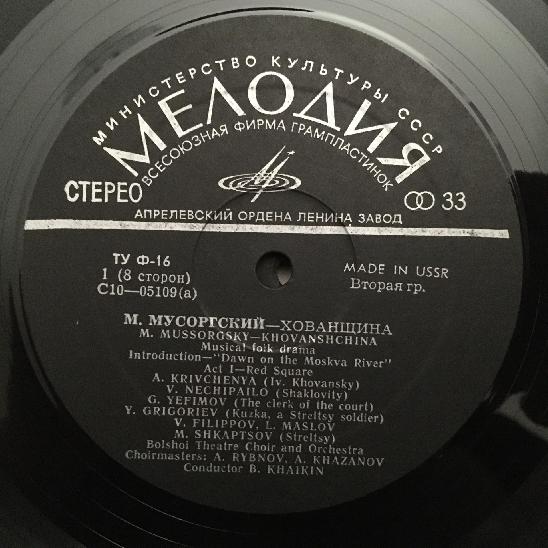 МИНИСТЕРСТВО КУЛЬТУРЫ СССР
МЕЛОДИЯ
ВСЕСОЮЗНАЯ ФИРМА ГРАМПЛАСТИНОК
СТЕРЕО
33
АПРЕЛЕВСКИЙ ОРДЕНА ЛЕНИНА ЗАВОД
ТУ Ф-16
1 (8 сторон)
С10—05109(а)
MADE IN USSR
Вторая гр.
М. МУСОРГСКИЙ—ХОВАНЩИНА
M. MUSSORGSKY—KHOVANSHCHINA
Musical folk drama
Introduction—"Dawn on the Moskva River"
Act I—Red Square
A. KRIVCHENYA (Iv. Khovansky)
V. NECHIPAILO (Shaklovity)
G. YEFIMOV (The clerk of the court)
Y. GRIGORIEV (Kuzka, a Streltsy soldier)
V. FILIPPOV, L. MASLOV
M. SHKAPTSOV (Streltsy)
Bolshoi Theatre Choir and Orchestra
Choirmasters: A. RYBNOV, A. KHAZANOV
Conductor B. KHAIKIN